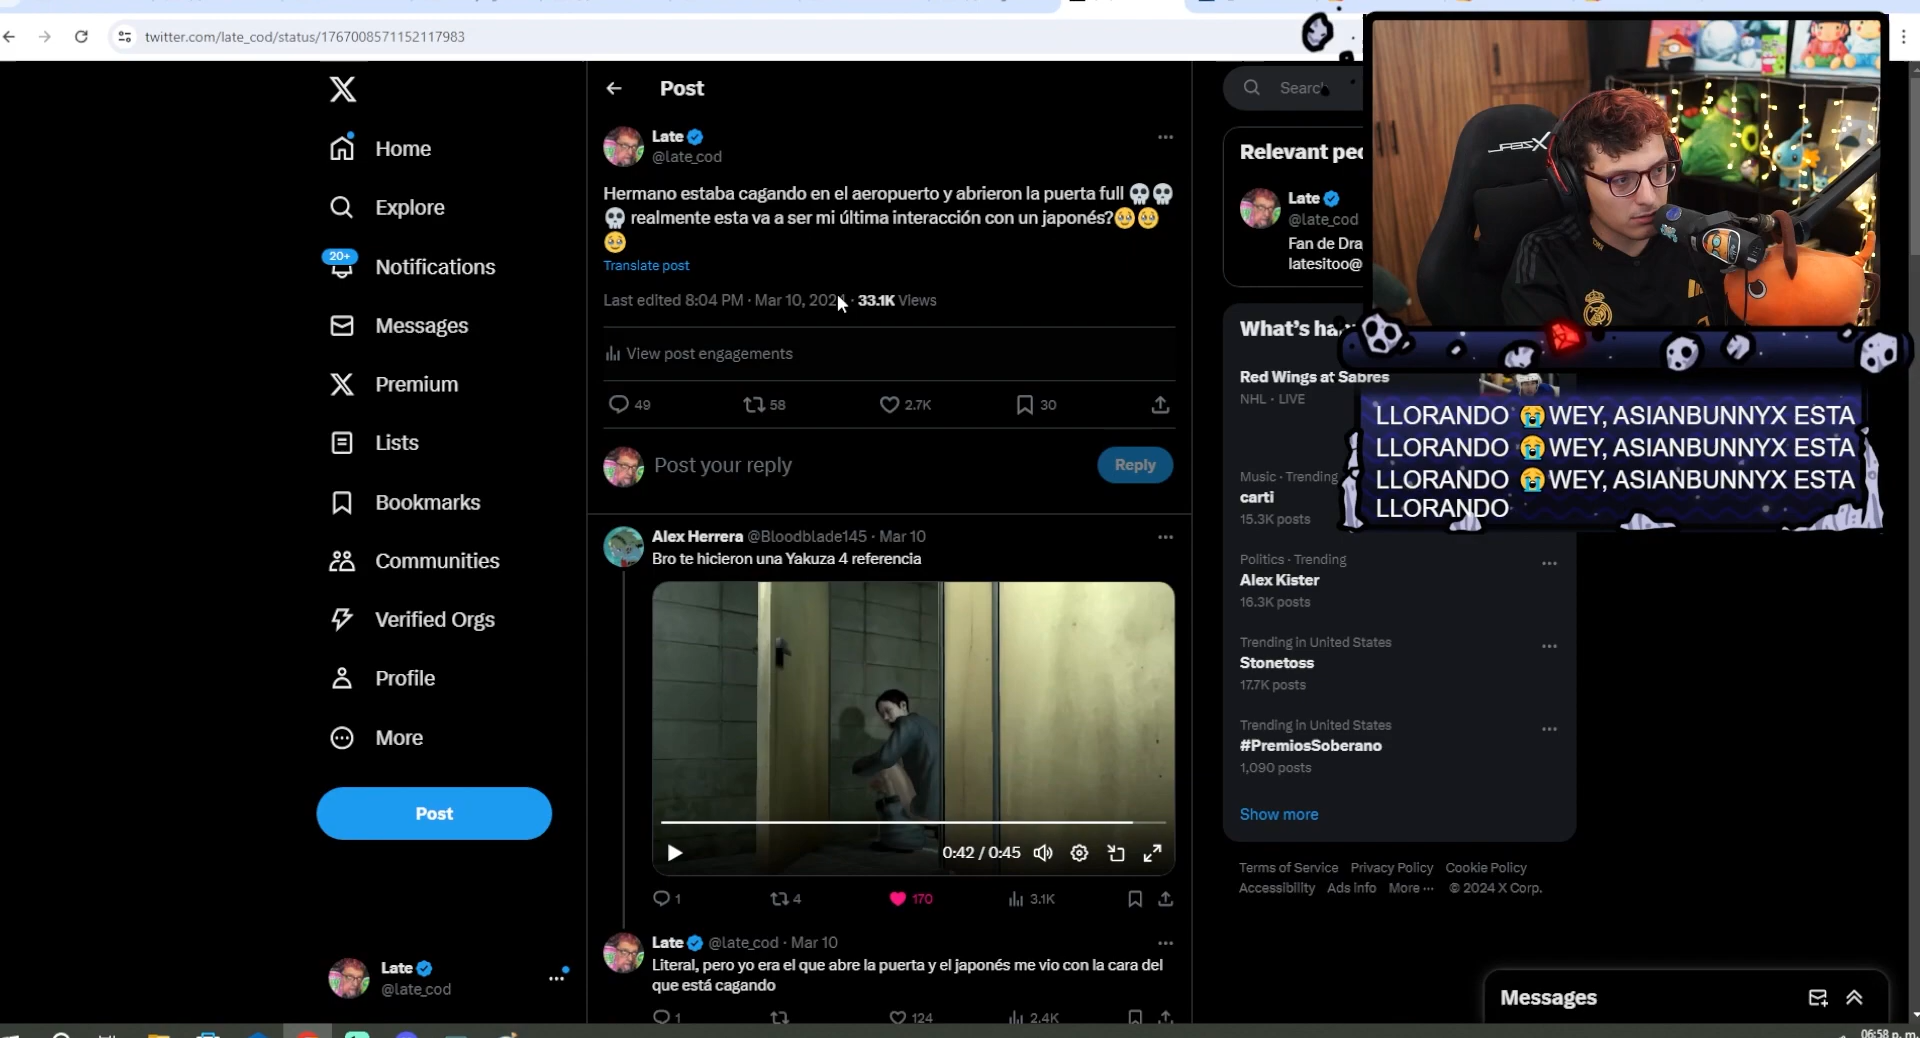 twitter.com/late_cod/status/1767008571152117983
Home
Explore
20+
Notifications
Messages
Premium
Lists
Bookmarks
Communities
Verified Orgs
Profile
More
Post
Late
@late_cod
Post
Late
@late_cod
Hermano estaba cagando en el aeropuerto y abrieron la puerta full 💀💀
💀 realmente esta va a ser mi última interacción con un japonés?🥹🥹
🥹
Translate post
Last edited 8:04 PM · Mar 10, 202 · 33.1K Views
View post engagements
49 58 2.7K 30
Post your reply
Reply
Alex Herrera @Bloodblade145 · Mar 10
Bro te hicieron una Yakuza 4 referencia
0:42 / 0:45
1 4 170 3.1K
Late @late_cod · Mar 10
Literal, pero yo era el que abre la puerta y el japonés me vio con la cara del
que está cagando
1 124 2.4K
Search
Relevant peo
Late
@late_cod
Fan de Dra
latesitoo@
What's ha
Red Wings at Sabres
NHL · LIVE
Music · Trending
carti
15.3K posts
Politics · Trending
Alex Kister
16.3K posts
Trending in United States
Stonetoss
17.7K posts
Trending in United States
#PremiosSoberano
1,090 posts
Show more
Terms of Service Privacy Policy Cookie Policy
Accessibility Ads info More ··· © 2024 X Corp.
LLORANDO 😭WEY, ASIANBUNNYX ESTA
LLORANDO 😭WEY, ASIANBUNNYX ESTA
LLORANDO 😭WEY, ASIANBUNNYX ESTA
LLORANDO
Messages
06:58 p. m.